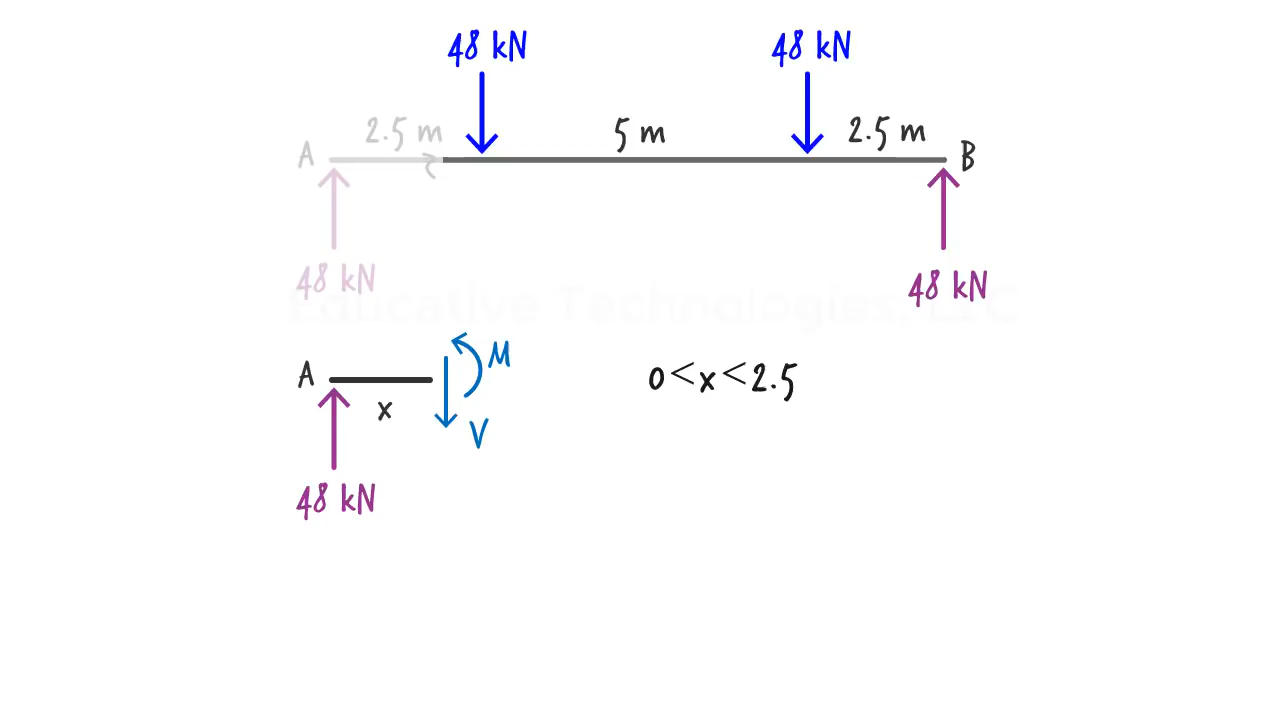 48 kN 48 kN
2.5 m 5 m 2.5 m
A B
48 kN 48 kN
Educative Technologies, LLC
A x M V 0<x<2.5
48 kN